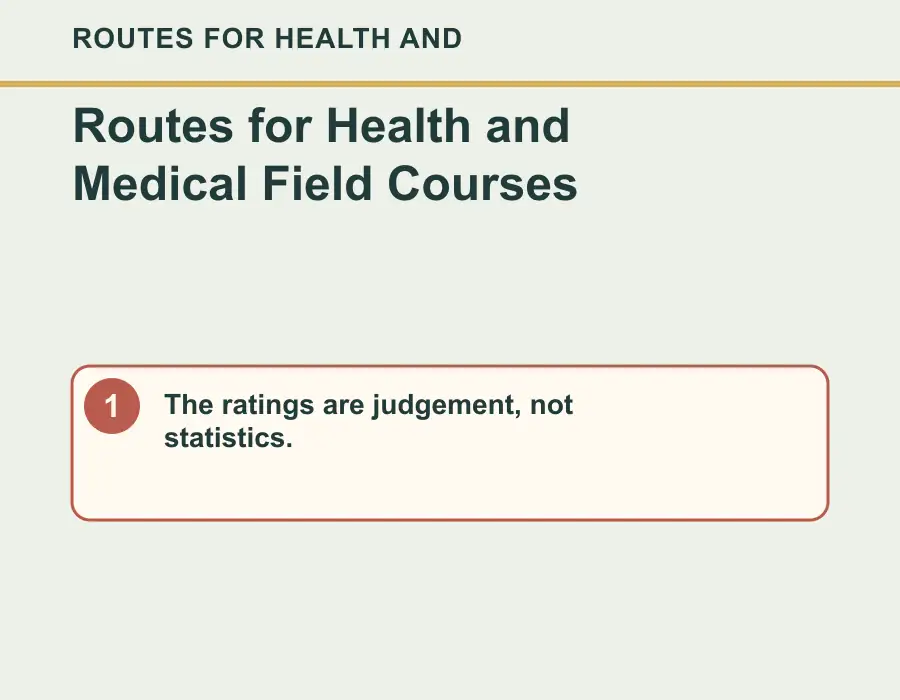 ROUTES FOR HEALTH AND
Routes for Health and
Medical Field Courses
1
The ratings are judgement, not
statistics.